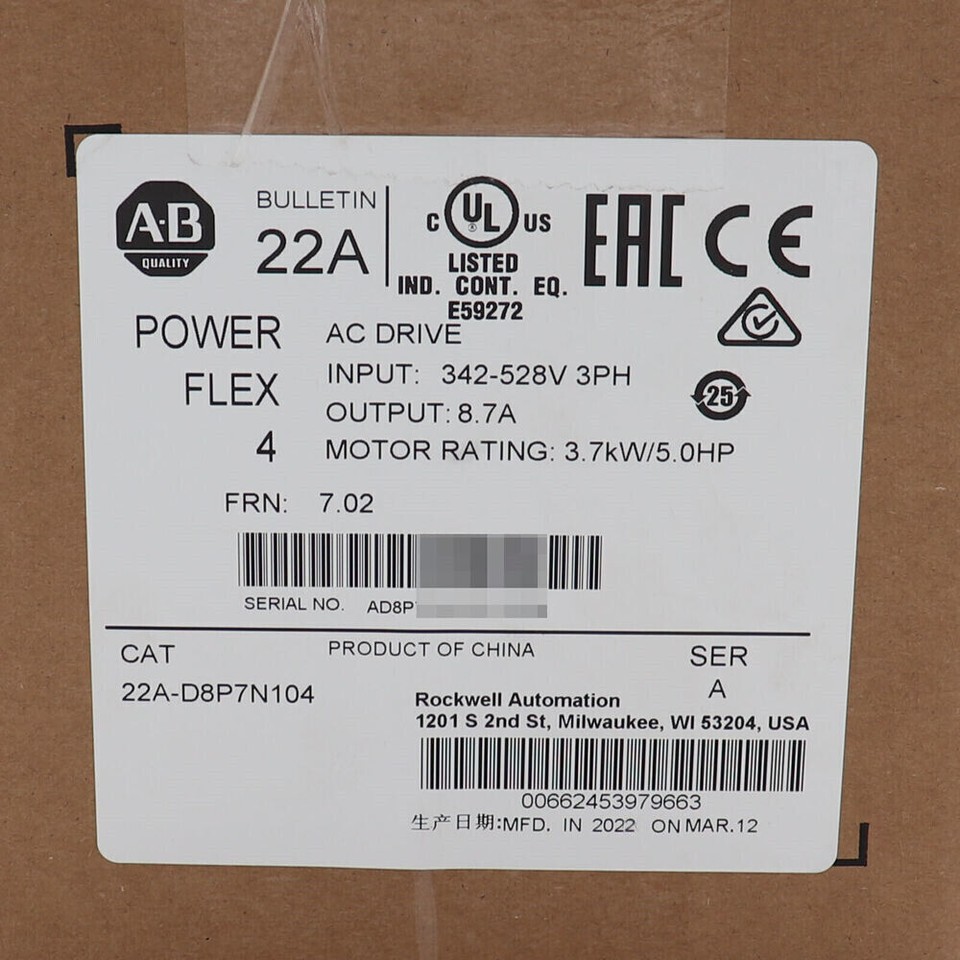 A-B
QUALITY
BULLETIN
22A
C UL US
®
LISTED
IND. CONT. EQ.
E59272
EAC CE
POWER
FLEX
4
AC DRIVE
INPUT: 342-528V 3PH
OUTPUT: 8.7A
MOTOR RATING: 3.7kW/5.0HP
25
FRN: 7.02
SERIAL NO. AD8P
CAT
22A-D8P7N104
PRODUCT OF CHINA
SER
A
Rockwell Automation
1201 S 2nd St, Milwaukee, WI 53204, USA
00662453979663
生产日期:MFD. IN 2022 ON MAR.12